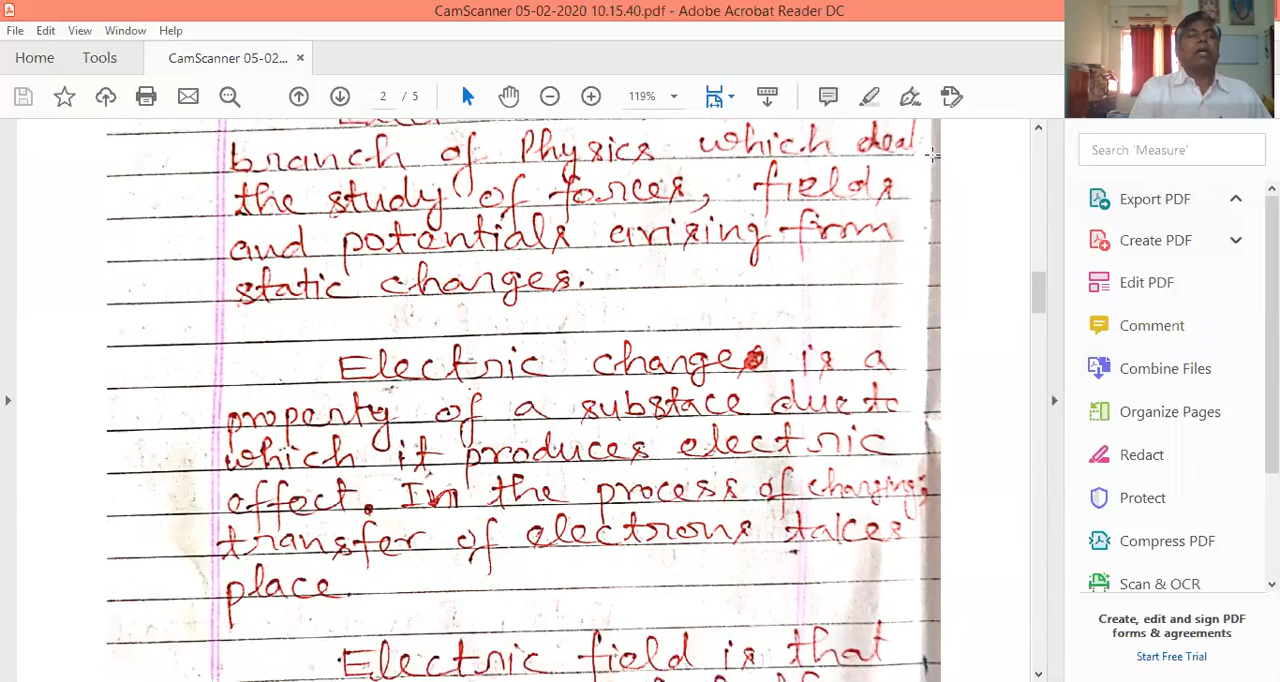 CamScanner 05-02-2020 10.15.40.pdf - Adobe Acrobat Reader DC
File Edit View Window Help
Home Tools CamScanner 05-02... ×
2 / 5 119%
Search 'Measure'
branch of Physics which deal
the study of forces, fields
and potentials arising from
static charges.
Electric charge is a
property of a substace due to
which it produces electric
effect. In the process of charging,
transfer of electrons takes
place.
Electric field is that
Export PDF
Create PDF
Edit PDF
Comment
Combine Files
Organize Pages
Redact
Protect
Compress PDF
Scan & OCR
Create, edit and sign PDF
forms & agreements
Start Free Trial